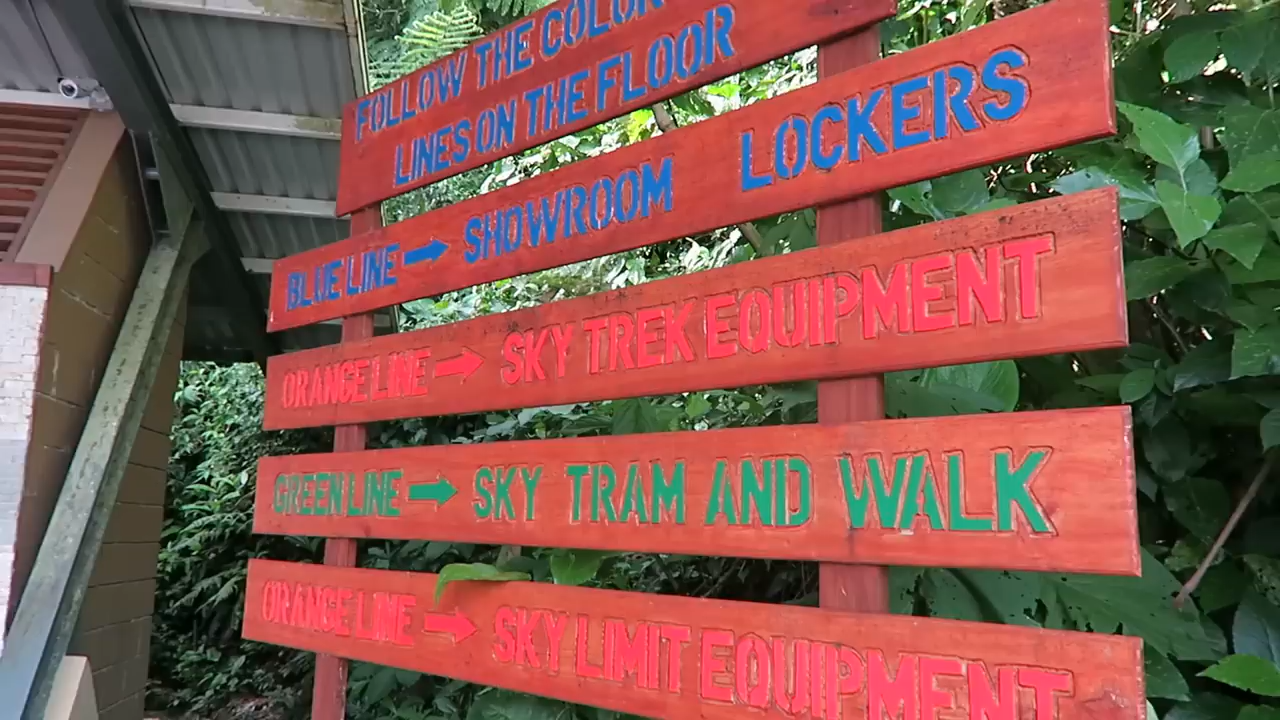 FOLLOW THE COLOR
LINES ON THE FLOOR
BLUE LINE → SHOWROOM LOCKERS
ORANGE LINE → SKY TREK EQUIPMENT
GREEN LINE → SKY TRAM AND WALK
ORANGE LINE → SKY LIMIT EQUIPMENT